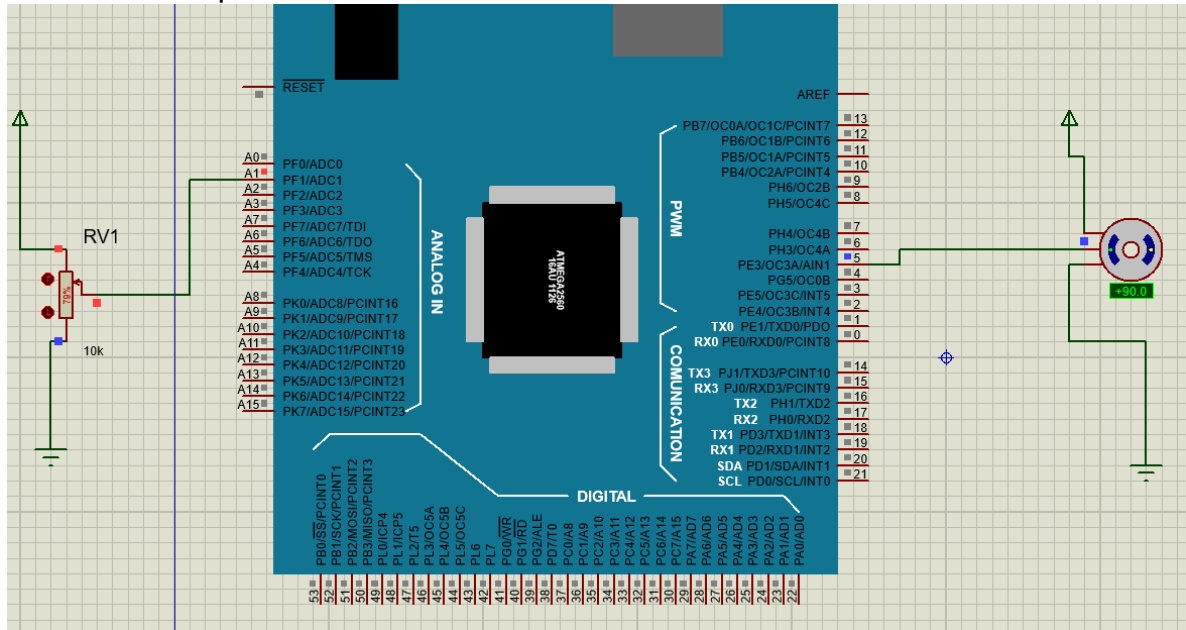 RESET
AREF
A0
A1
A2
A3
A7
A6
A5
A4
PF0/ADC0
PF1/ADC1
PF2/ADC2
PF3/ADC3
PF7/ADC7/TDI
PF6/ADC6/TDO
PF5/ADC5/TMS
PF4/ADC4/TCK
A8
A9
A10
A11
A12
A13
A14
A15
PK0/ADC8/PCINT16
PK1/ADC9/PCINT17
PK2/ADC10/PCINT18
PK3/ADC11/PCINT19
PK4/ADC12/PCINT20
PK5/ADC13/PCINT21
PK6/ADC14/PCINT22
PK7/ADC15/PCINT23
ANALOG IN
RV1
79%
10k
ATMEGA2560
16AU 1126
PWM
PB7/OC0A/OC1C/PCINT7 13
PB6/OC1B/PCINT6 12
PB5/OC1A/PCINT5 11
PB4/OC2A/PCINT4 10
PH6/OC2B 9
PH5/OC4C 8
PH4/OC4B 7
PH3/OC4A 6
PE3/OC3A/AIN1 5
PG5/OC0B 4
PE5/OC3C/INT5 3
PE4/OC3B/INT4 2
TX0 PE1/TXD0/PDO 1
RX0 PE0/RXD0/PCINT8 0
COMUNICATION
TX3 PJ1/TXD3/PCINT10 14
RX3 PJ0/RXD3/PCINT9 15
TX2 PH1/TXD2 16
RX2 PH0/RXD2 17
TX1 PD3/TXD1/INT3 18
RX1 PD2/RXD1/INT2 19
SDA PD1/SDA/INT1 20
SCL PD0/SCL/INT0 21
+90.0
DIGITAL
PB0/SS/PCINT0 53
PB1/SCK/PCINT1 52
PB2/MOSI/PCINT2 51
PB3/MISO/PCINT3 50
PL0/ICP4 49
PL1/ICP5 48
PL2/T5 47
PL3/OC5A 46
PL4/OC5B 45
PL5/OC5C 44
PL6 43
PL7 42
PG0/WR 41
PG1/RD 40
PG2/ALE 39
PD7/T0 38
PC0/A8 37
PC1/A9 36
PC2/A10 35
PC3/A11 34
PC4/A12 33
PC5/A13 32
PC6/A14 31
PC7/A15 30
PA7/AD7 29
PA6/AD6 28
PA5/AD5 27
PA4/AD4 26
PA3/AD3 25
PA2/AD2 24
PA1/AD1 23
PA0/AD0 22